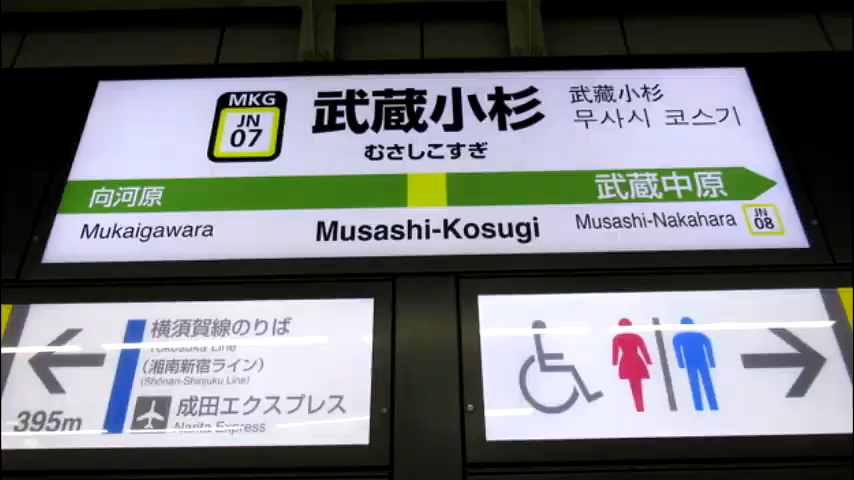 MKG
JN
07
武蔵小杉
むさしこすぎ
武藏小杉
무사시 코스기
向河原
武蔵中原
Mukaigawara
Musashi-Kosugi
Musashi-Nakahara
JN
08
横須賀線のりば
Yokosuka Line
(湘南新宿ライン)
(Shōnan-Shinjuku Line)
成田エクスプレス
Narita Express
395m